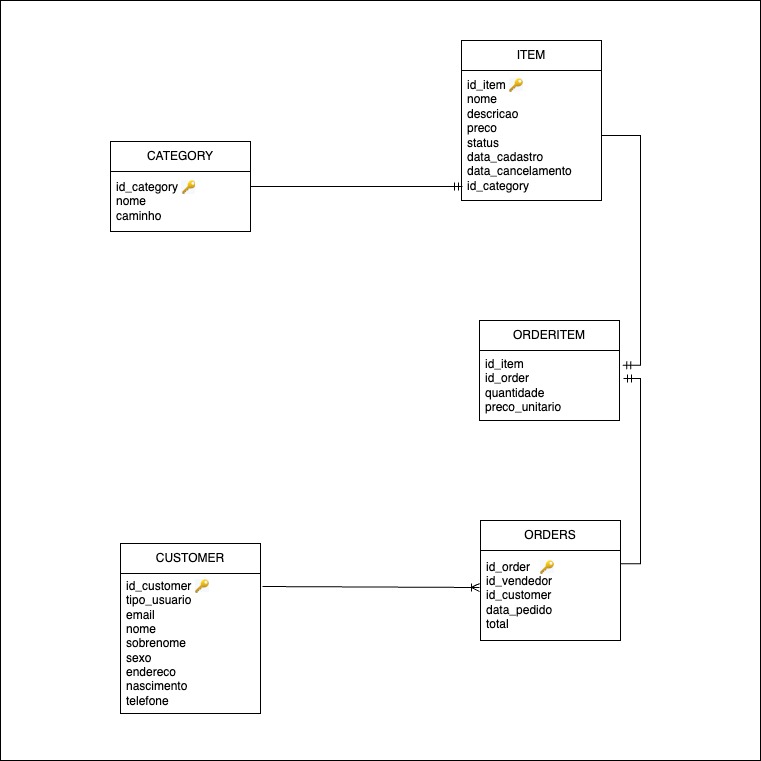 ITEM
id_item 🔑
nome
descricao
preco
status
data_cadastro
data_cancelamento
id_category
CATEGORY
id_category 🔑
nome
caminho
ORDERITEM
id_item
id_order
quantidade
preco_unitario
ORDERS
id_order 🔑
id_vendedor
id_customer
data_pedido
total
CUSTOMER
id_customer 🔑
tipo_usuario
email
nome
sobrenome
sexo
endereco
nascimento
telefone